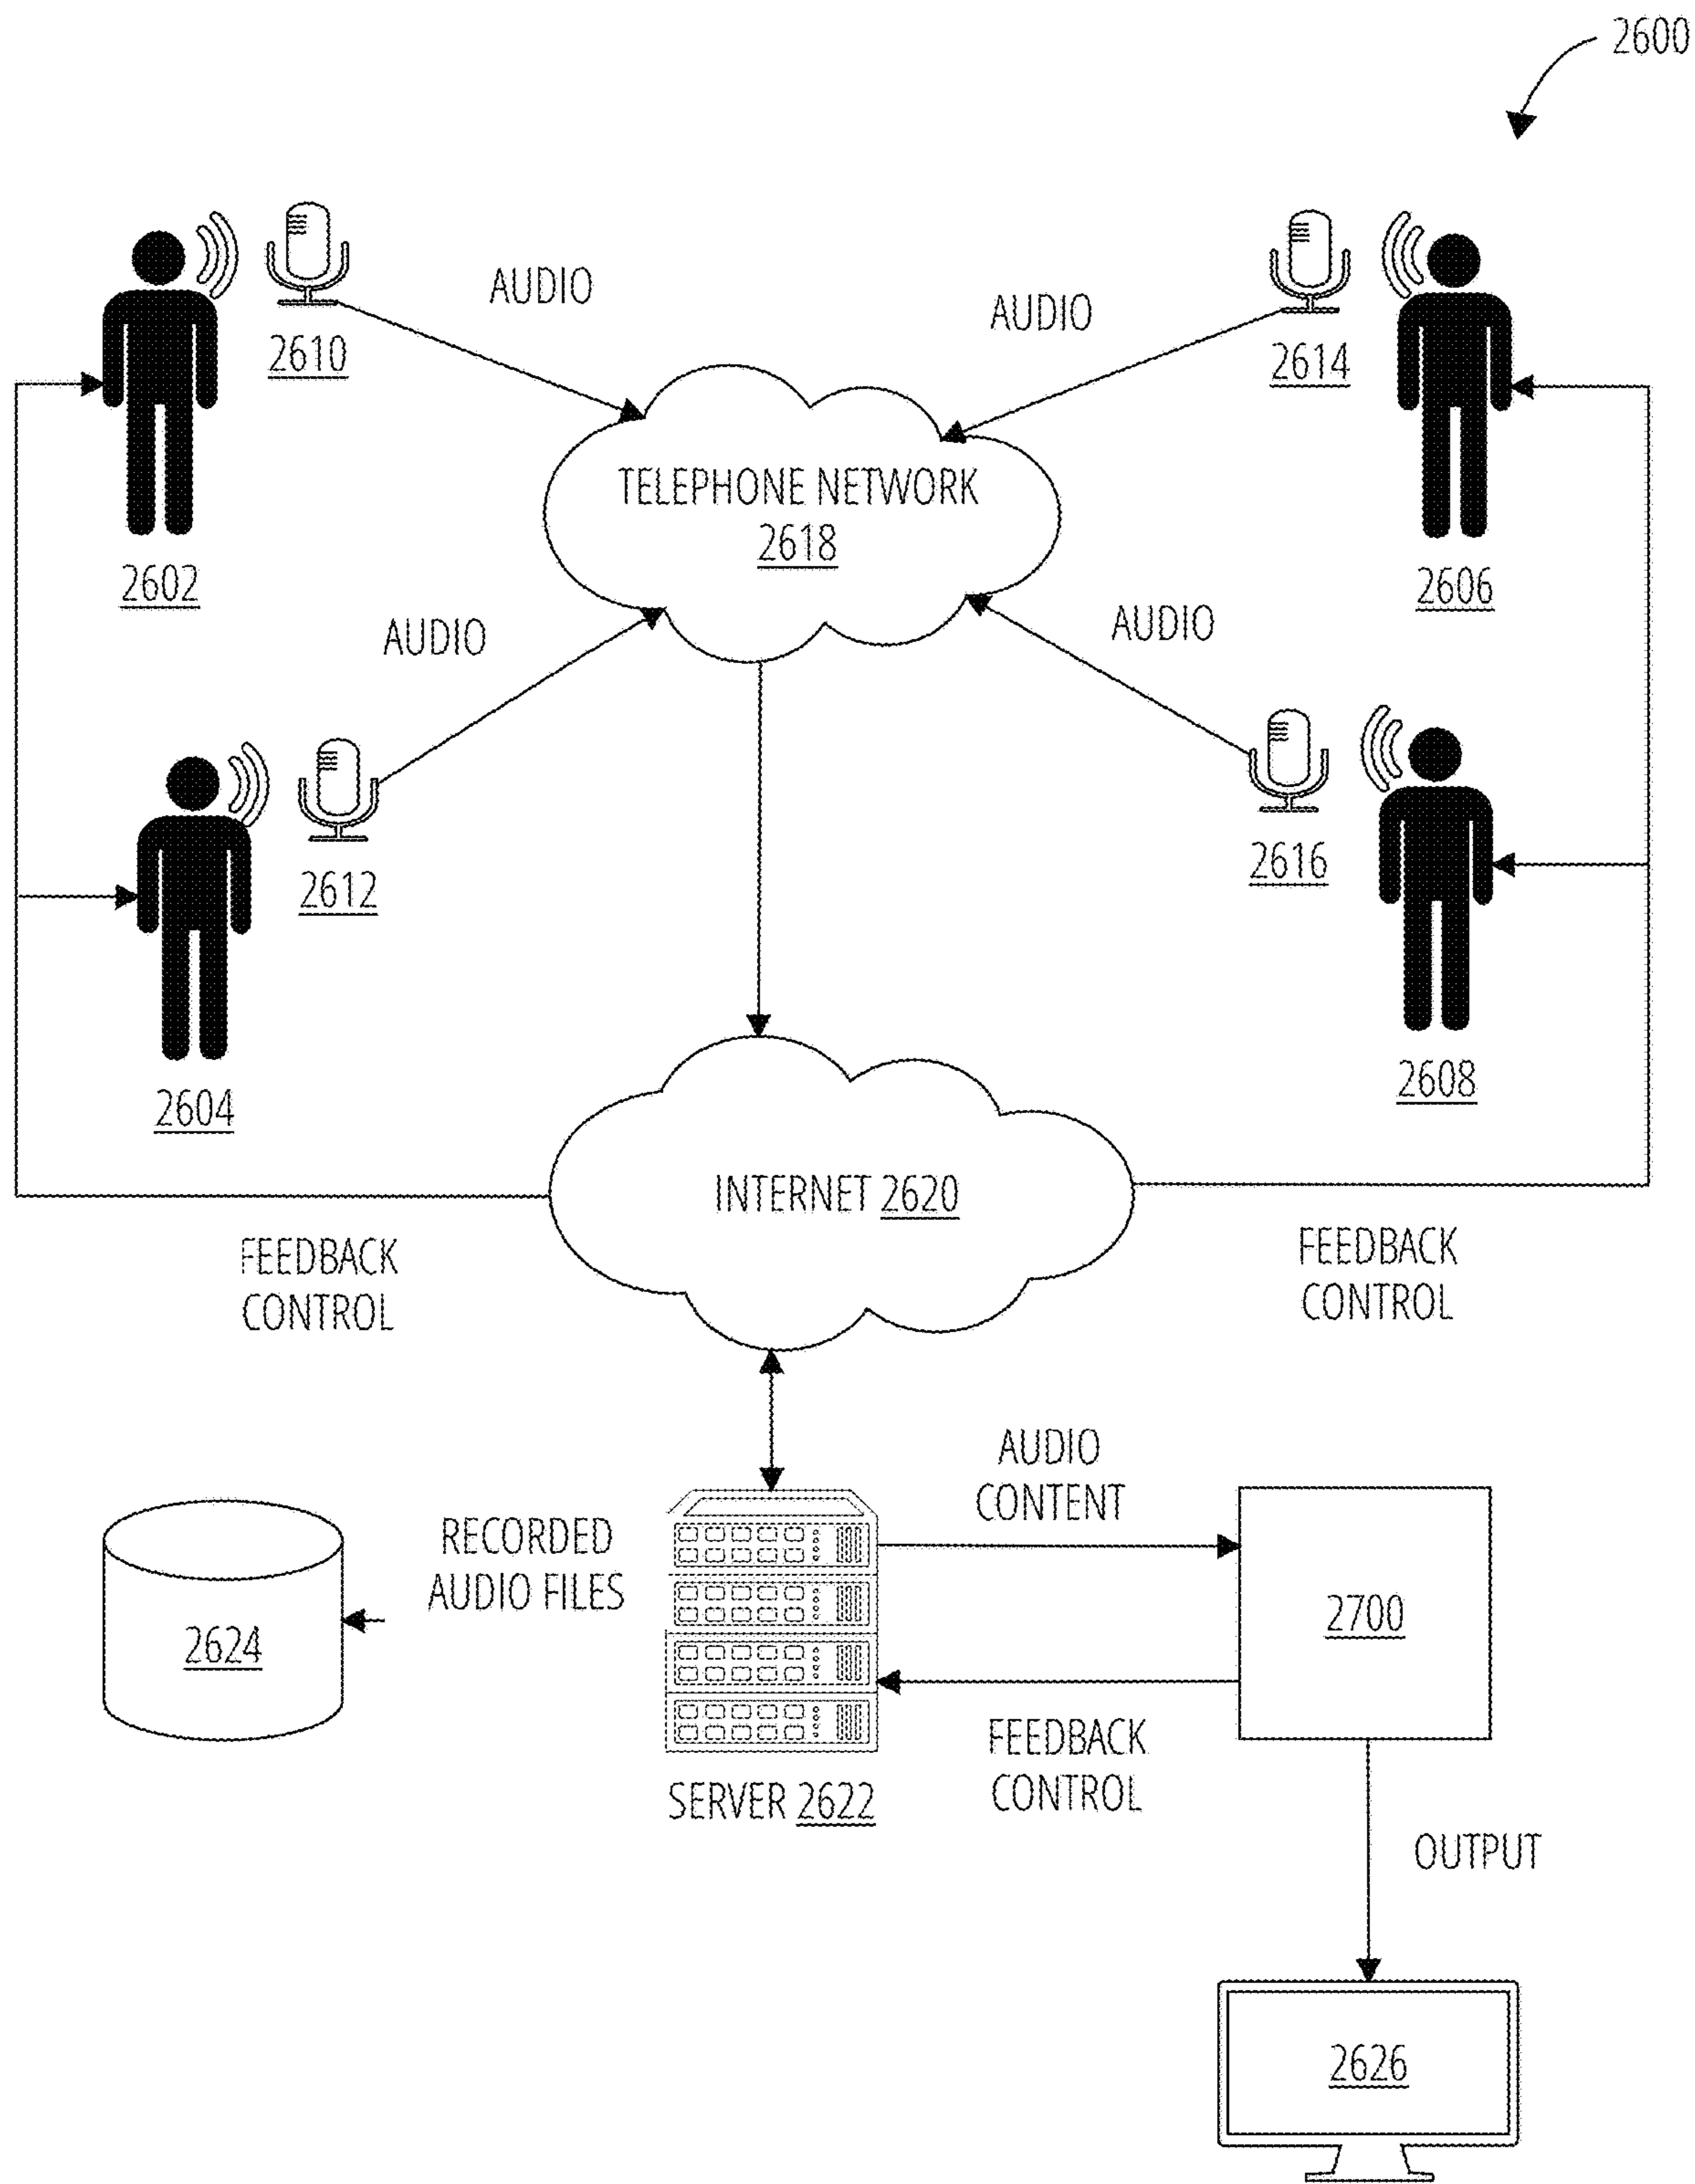 2600
AUDIO
AUDIO
2610
2614
TELEPHONE NETWORK
2618
2602
2606
AUDIO
AUDIO
2612
2616
2604
2608
INTERNET 2620
FEEDBACK
CONTROL
FEEDBACK
CONTROL
AUDIO
CONTENT
RECORDED
AUDIO FILES
2624
2700
FEEDBACK
CONTROL
SERVER 2622
OUTPUT
2626